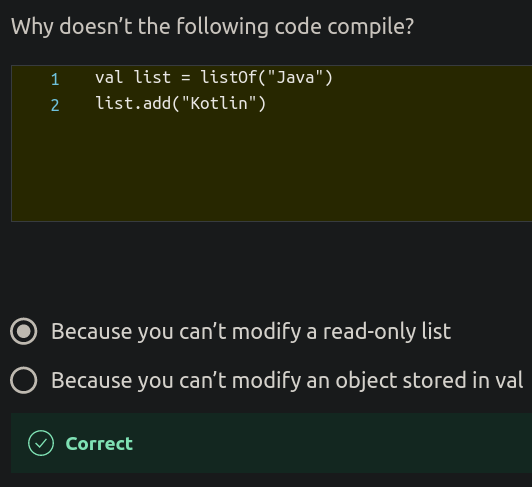 Why doesn’t the following code compile?
1 val list = listOf("Java")
2 list.add("Kotlin")
Because you can’t modify a read-only list
Because you can’t modify an object stored in val
Correct